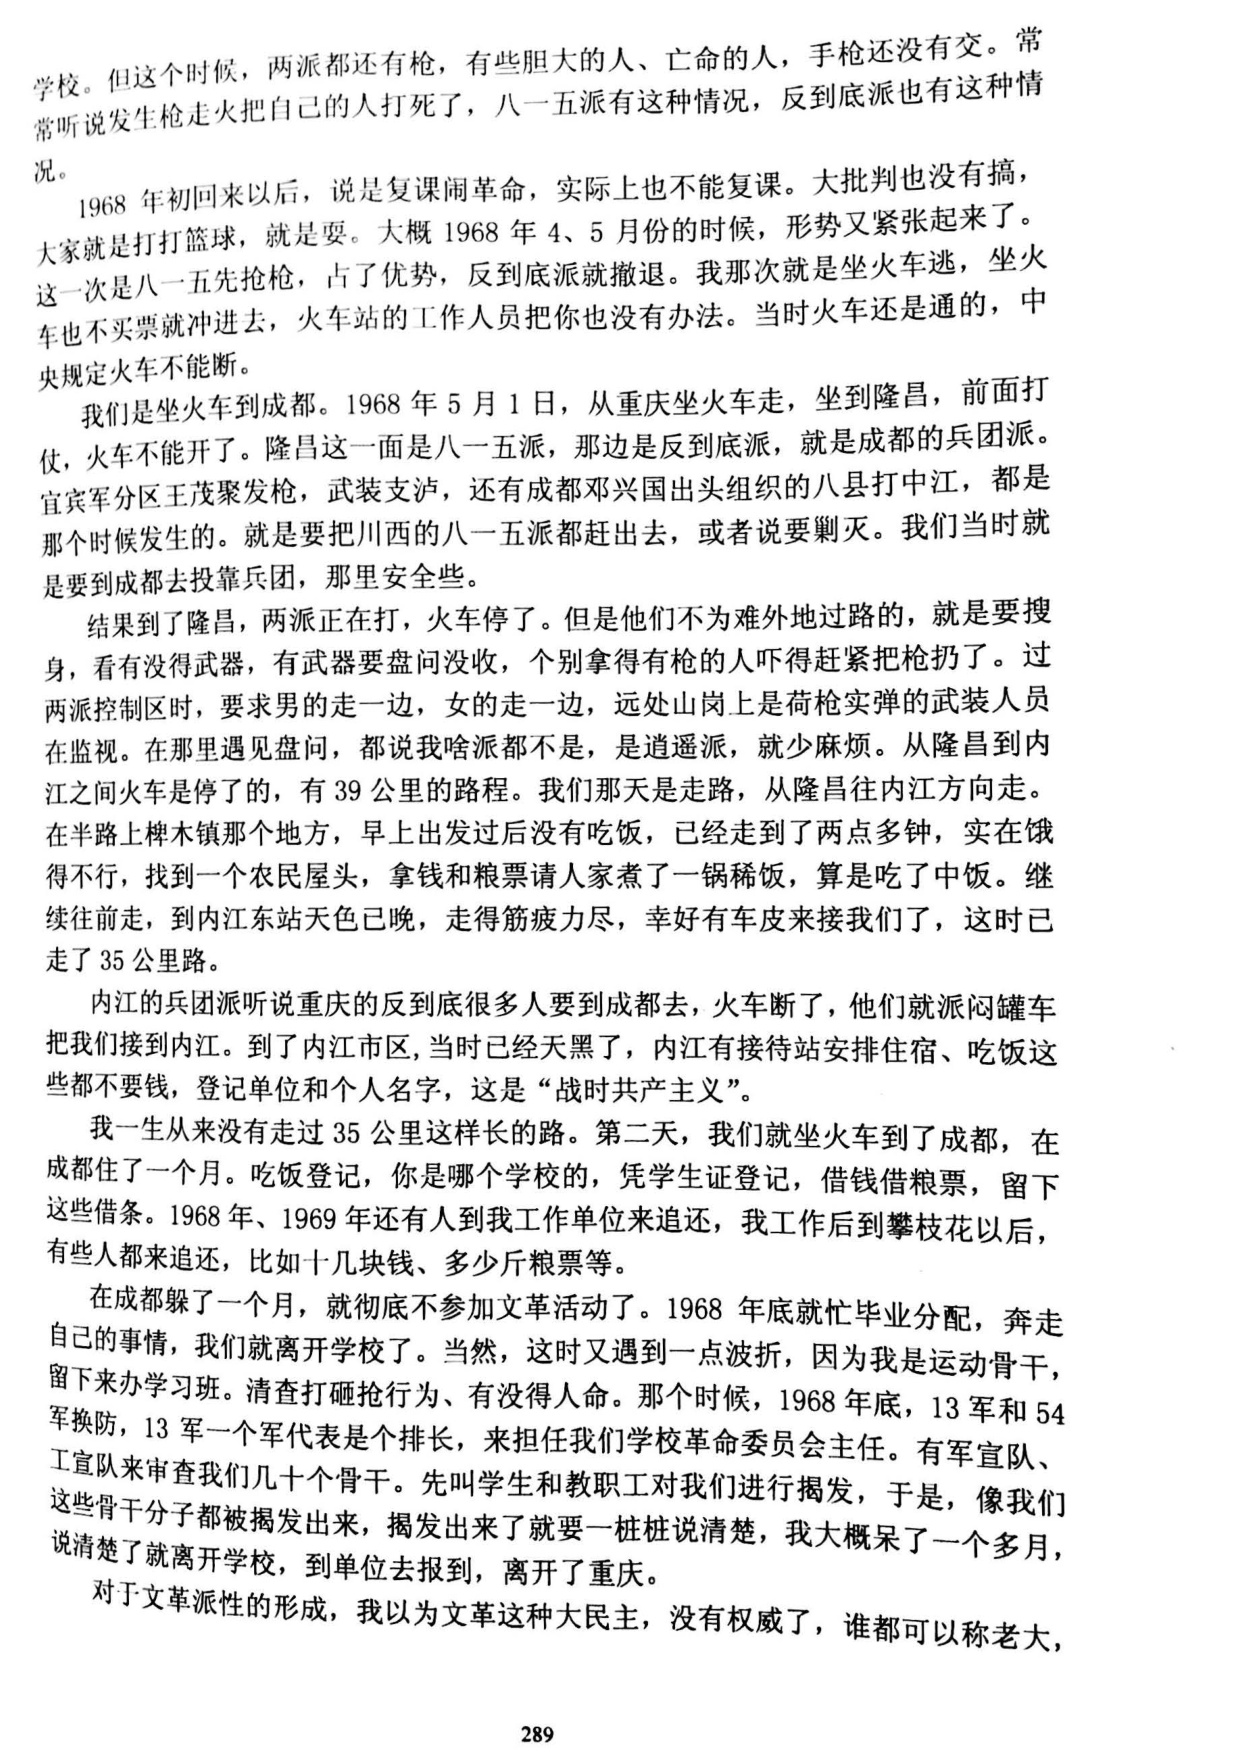 学校。但这个时候，两派都还有枪，有些胆大的人、亡命的人，手枪还没有交。常
常听说发生枪走火把自己的人打死了，八一五派有这种情况，反到底派也有这种情
况。
1968 年初回来以后，说是复课闹革命，实际上也不能复课。大批判也没有搞，
大家就是打打篮球，就是耍。大概 1968 年 4、5 月份的时候，形势又紧张起来了。
这一次是八一五先抢枪，占了优势，反到底派就撤退。我那次就是坐火车逃，坐火
车也不买票就冲进去，火车站的工作人员把你也没有办法。当时火车还是通的，中
央规定火车不能断。
我们是坐火车到成都。1968 年 5 月 1 日，从重庆坐火车走，坐到隆昌，前面打
仗，火车不能开了。隆昌这一面是八一五派，那边是反到底派，就是成都的兵团派。
宜宾军分区王茂聚发枪，武装支泸，还有成都邓兴国出头组织的八县打中江，都是
那个时候发生的。就是要把川西的八一五派都赶出去，或者说要剿灭。我们当时就
是要到成都去投靠兵团，那里安全些。
结果到了隆昌，两派正在打，火车停了。但是他们不为难外地过路的，就是要搜
身，看有没得武器，有武器要盘问没收，个别拿得有枪的人吓得赶紧把枪扔了。过
两派控制区时，要求男的走一边，女的走一边，远处山岗上是荷枪实弹的武装人员
在监视。在那里遇见盘问，都说我啥派都不是，是逍遥派，就少麻烦。从隆昌到内
江之间火车是停了的，有 39 公里的路程。我们那天是走路，从隆昌往内江方向走。
在半路上椑木镇那个地方，早上出发过后没有吃饭，已经走到了两点多钟，实在饿
得不行，找到一个农民屋头，拿钱和粮票请人家煮了一锅稀饭，算是吃了中饭。继
续往前走，到内江东站天色已晚，走得筋疲力尽，幸好有车皮来接我们了，这时已
走了 35 公里路。
内江的兵团派听说重庆的反到底很多人要到成都去，火车断了，他们就派闷罐车
把我们接到内江。到了内江市区,当时已经天黑了，内江有接待站安排住宿、吃饭这
些都不要钱，登记单位和个人名字，这是“战时共产主义”。
我一生从来没有走过 35 公里这样长的路。第二天，我们就坐火车到了成都，在
成都住了一个月。吃饭登记，你是哪个学校的，凭学生证登记，借钱借粮票，留下
这些借条。1968 年、1969 年还有人到我工作单位来追还，我工作后到攀枝花以后，
有些人都来追还，比如十几块钱、多少斤粮票等。
在成都躲了一个月，就彻底不参加文革活动了。1968 年底就忙毕业分配，奔走
自己的事情，我们就离开学校了。当然，这时又遇到一点波折，因为我是运动骨干，
留下来办学习班。清查打砸抢行为、有没得人命。那个时候，1968 年底，13 军和 54
军换防，13 军一个军代表是个排长，来担任我们学校革命委员会主任。有军宣队、
工宣队来审查我们几十个骨干。先叫学生和教职工对我们进行揭发，于是，像我们
这些骨干分子都被揭发出来，揭发出来了就要一桩桩说清楚，我大概呆了一个多月，
说清楚了就离开学校，到单位去报到，离开了重庆。
对于文革派性的形成，我以为文革这种大民主，没有权威了，谁都可以称老大，
289